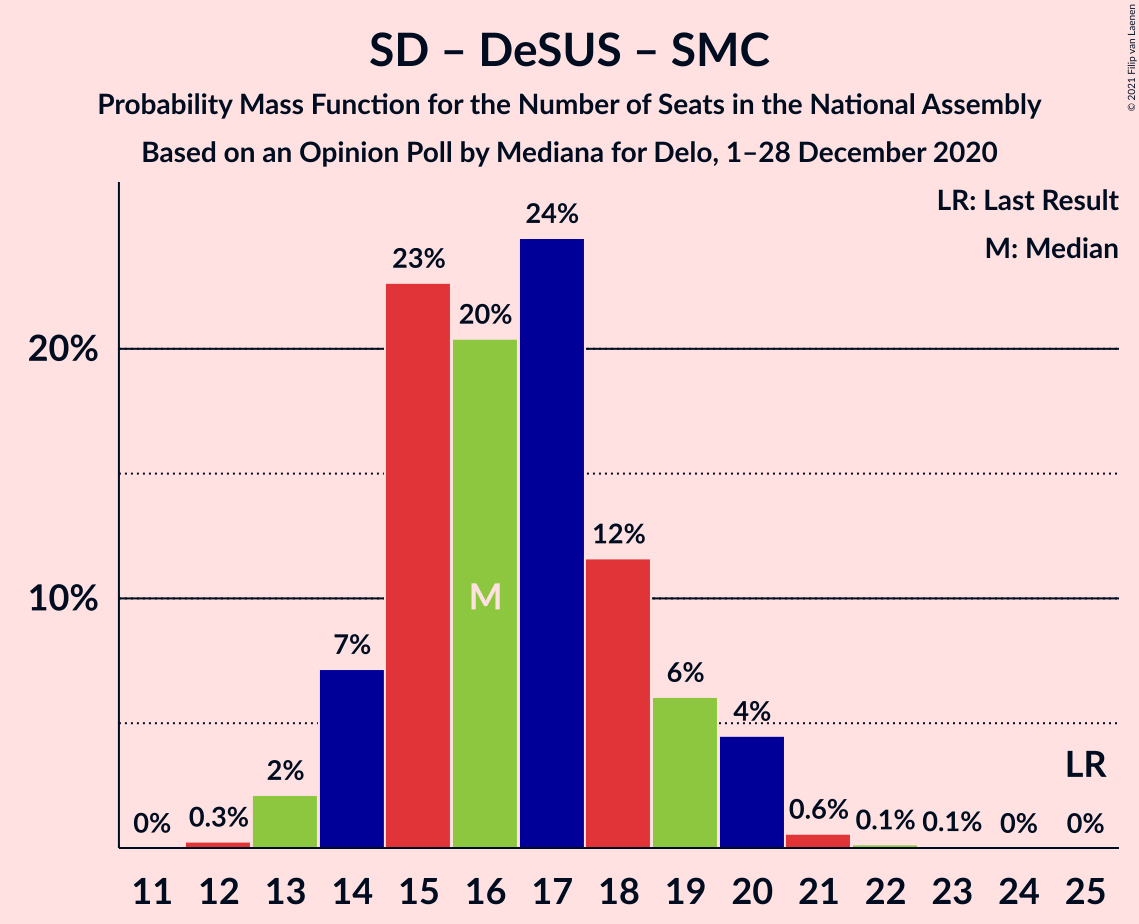 SD – DeSUS – SMC
Probability Mass Function for the Number of Seats in the National Assembly
Based on an Opinion Poll by Mediana for Delo, 1–28 December 2020
© 2021 Filip van Laenen
LR: Last Result
M: Median
20%
10%
0%
0.3%
2%
7%
23%
20%
24%
12%
6%
4%
0.6%
0.1%
0.1%
0%
0%
M
LR
11 12 13 14 15 16 17 18 19 20 21 22 23 24 25